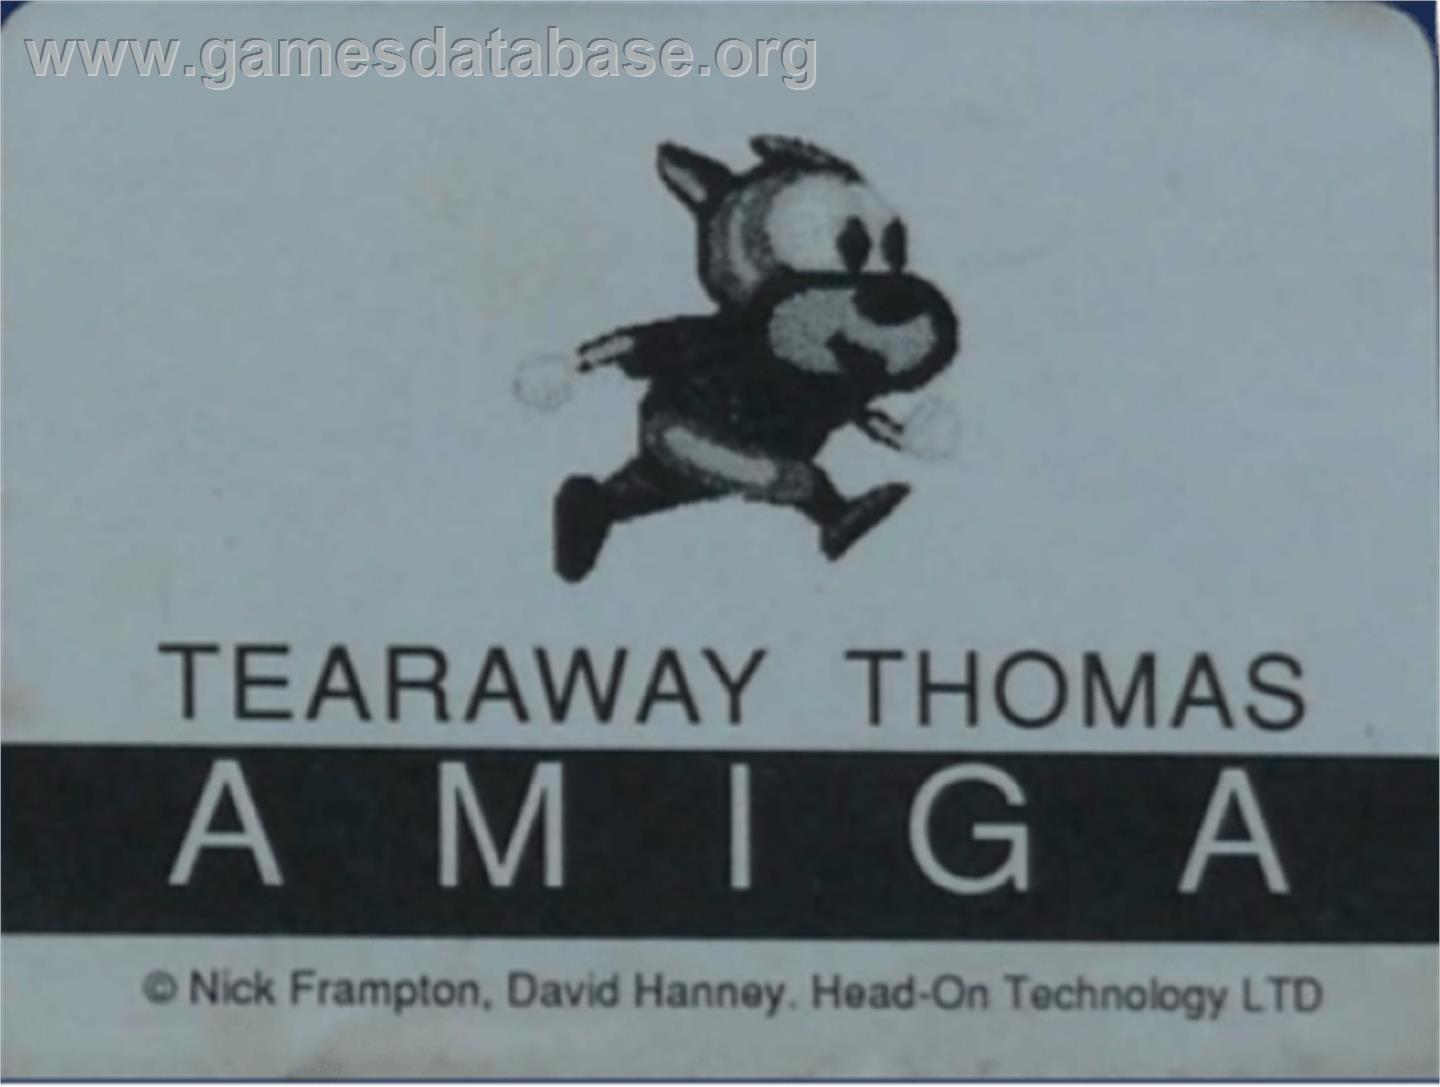 www.gamesdatabase.org
TEARAWAY THOMAS
AMIGA
© Nick Frampton, David Hanney. Head-On Technology LTD